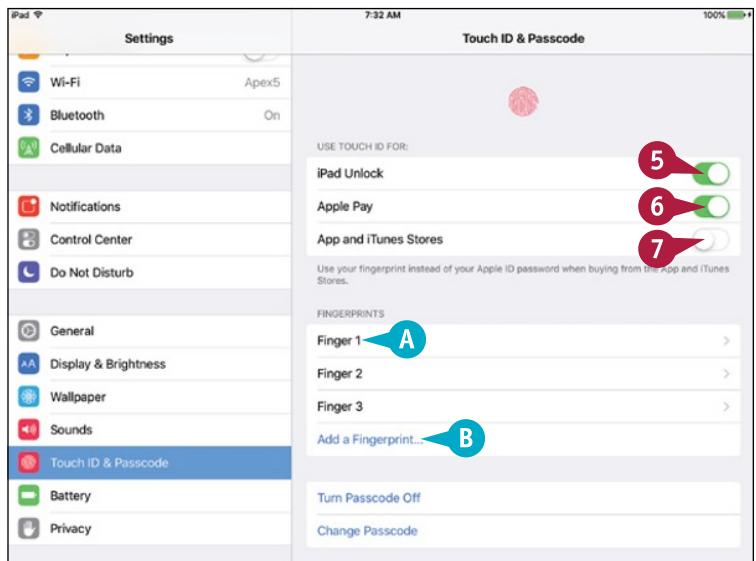 iPad 7:32 AM 100%
Settings
Wi-Fi Apex5
Bluetooth On
Cellular Data
Notifications
Control Center
Do Not Disturb
General
AA Display & Brightness
Wallpaper
Sounds
Touch ID & Passcode
Battery
Privacy
Touch ID & Passcode
USE TOUCH ID FOR:
iPad Unlock 5
Apple Pay 6
App and iTunes Stores 7
Use your fingerprint instead of your Apple ID password when buying from the App and iTunes
Stores.
FINGERPRINTS
Finger 1 A
Finger 2
Finger 3
Add a Fingerprint... B
Turn Passcode Off
Change Passcode